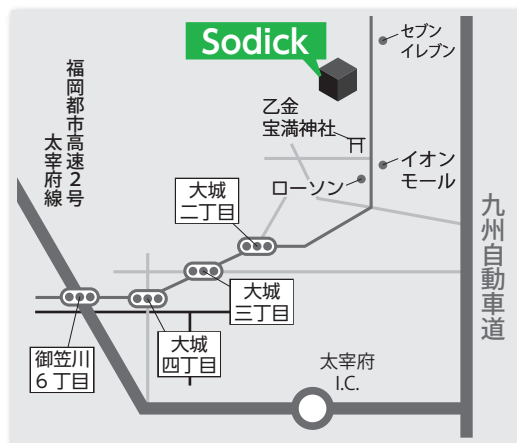 Sodick
セブン
イレブン
福岡都市高速2号
太宰府線
乙金
宝満神社
イオン
モール
ローソン
大城
二丁目
九州自動車道
大城
三丁目
大城
四丁目
御笠川
6丁目
太宰府
I.C.